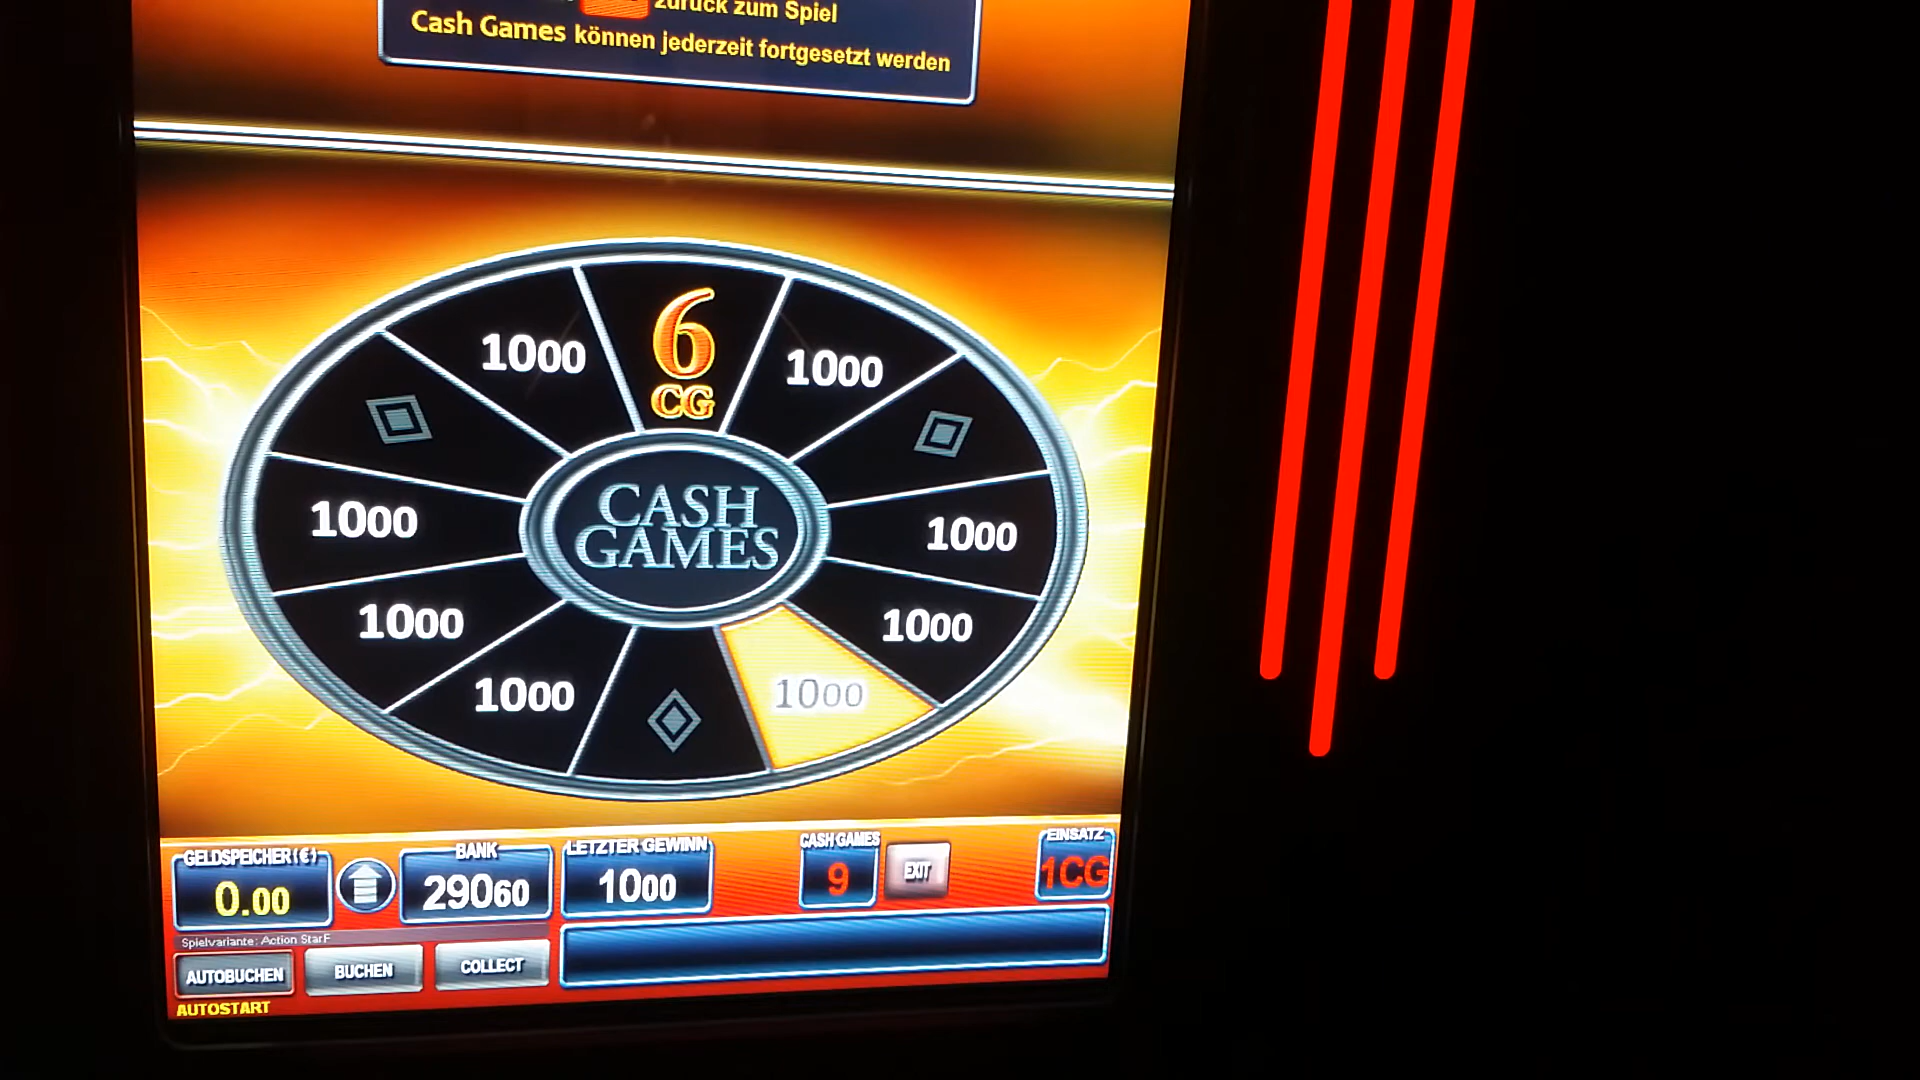 zurück zum Spiel
Cash Games können jederzeit fortgesetzt werden
6
CG
1000
1000
1000
1000
CASH
GAMES
1000
1000
1000
1000
GELDSPEICHER (€)
0.00
BANK
29060
LETZTER GEWINN
1000
CASH GAMES
9
EXIT
EINSATZ
1CG
Spielvariante: Action StarF
AUTOBUCHEN
BUCHEN
COLLECT
AUTOSTART